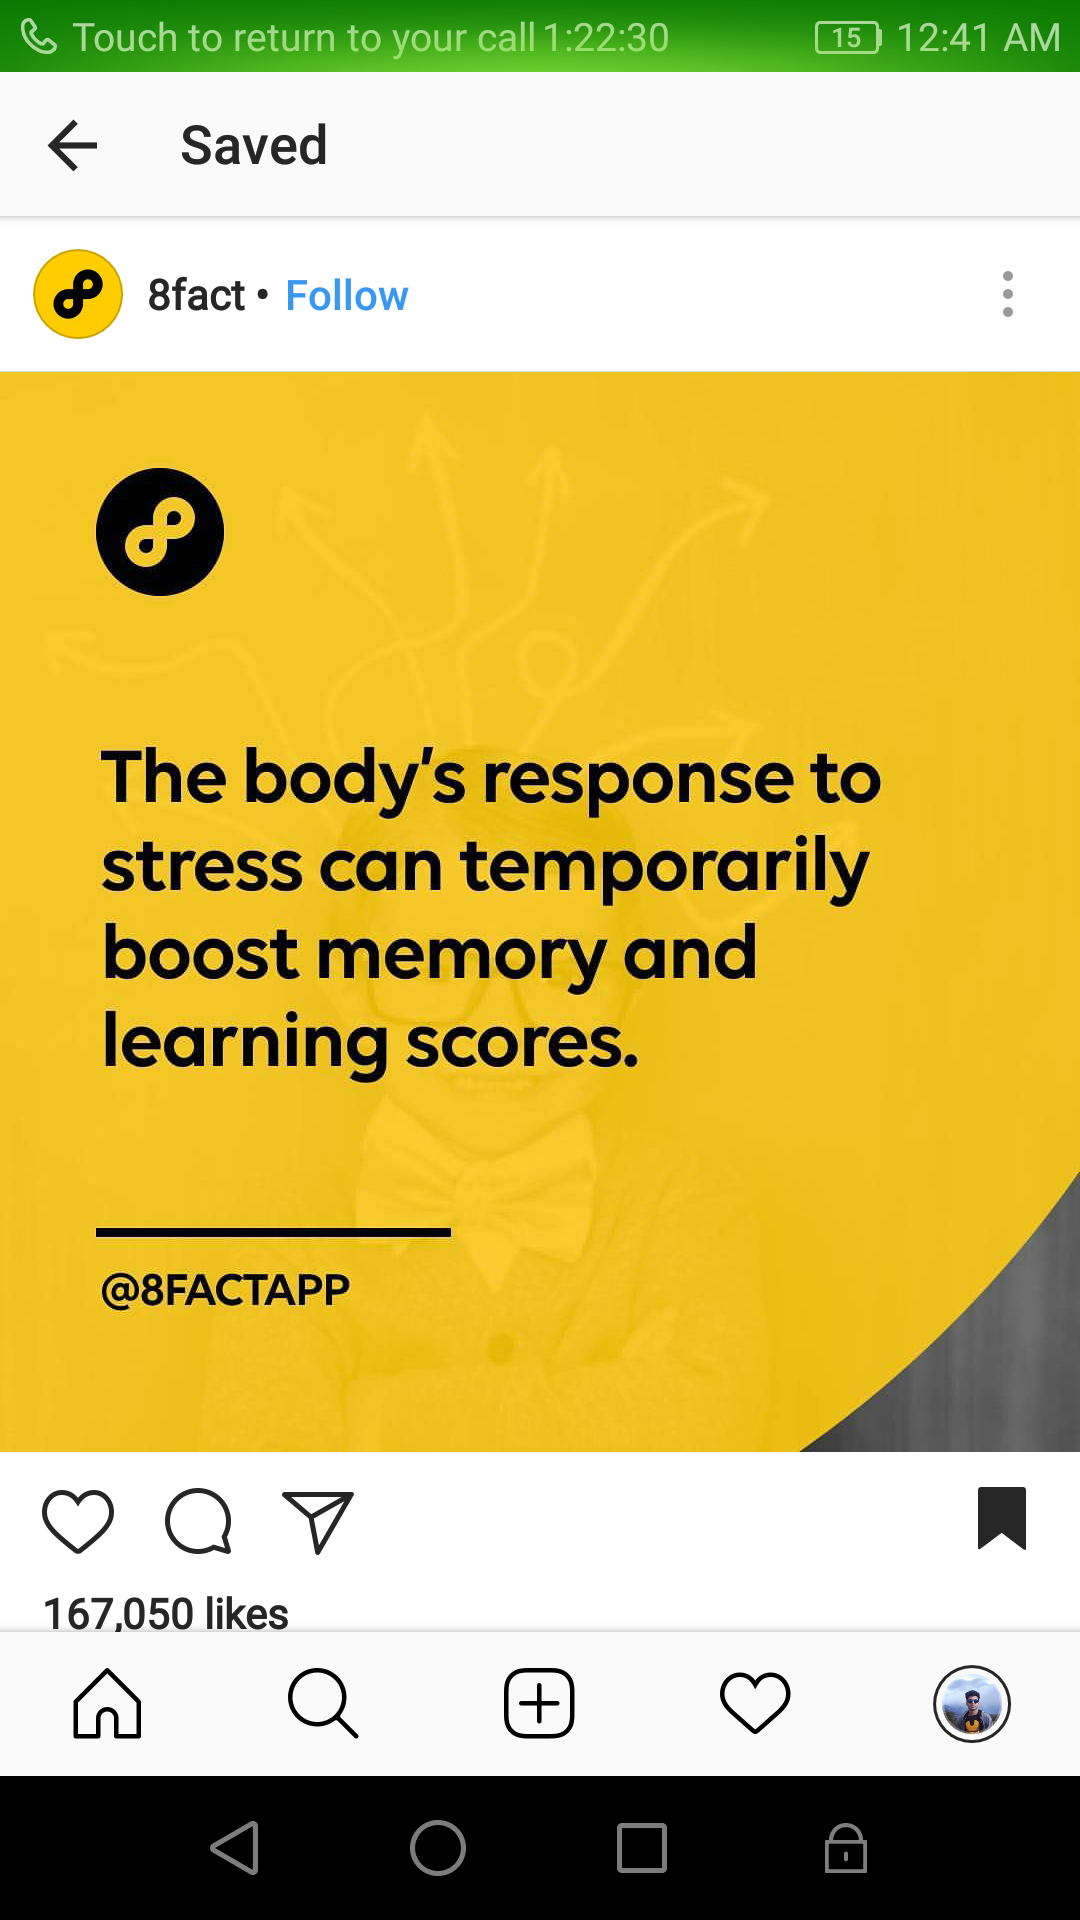 Touch to return to your call 1:22:30 15 12:41 AM
Saved
8fact • Follow
The body's response to
stress can temporarily
boost memory and
learning scores.
@8FACTAPP
167,050 likes